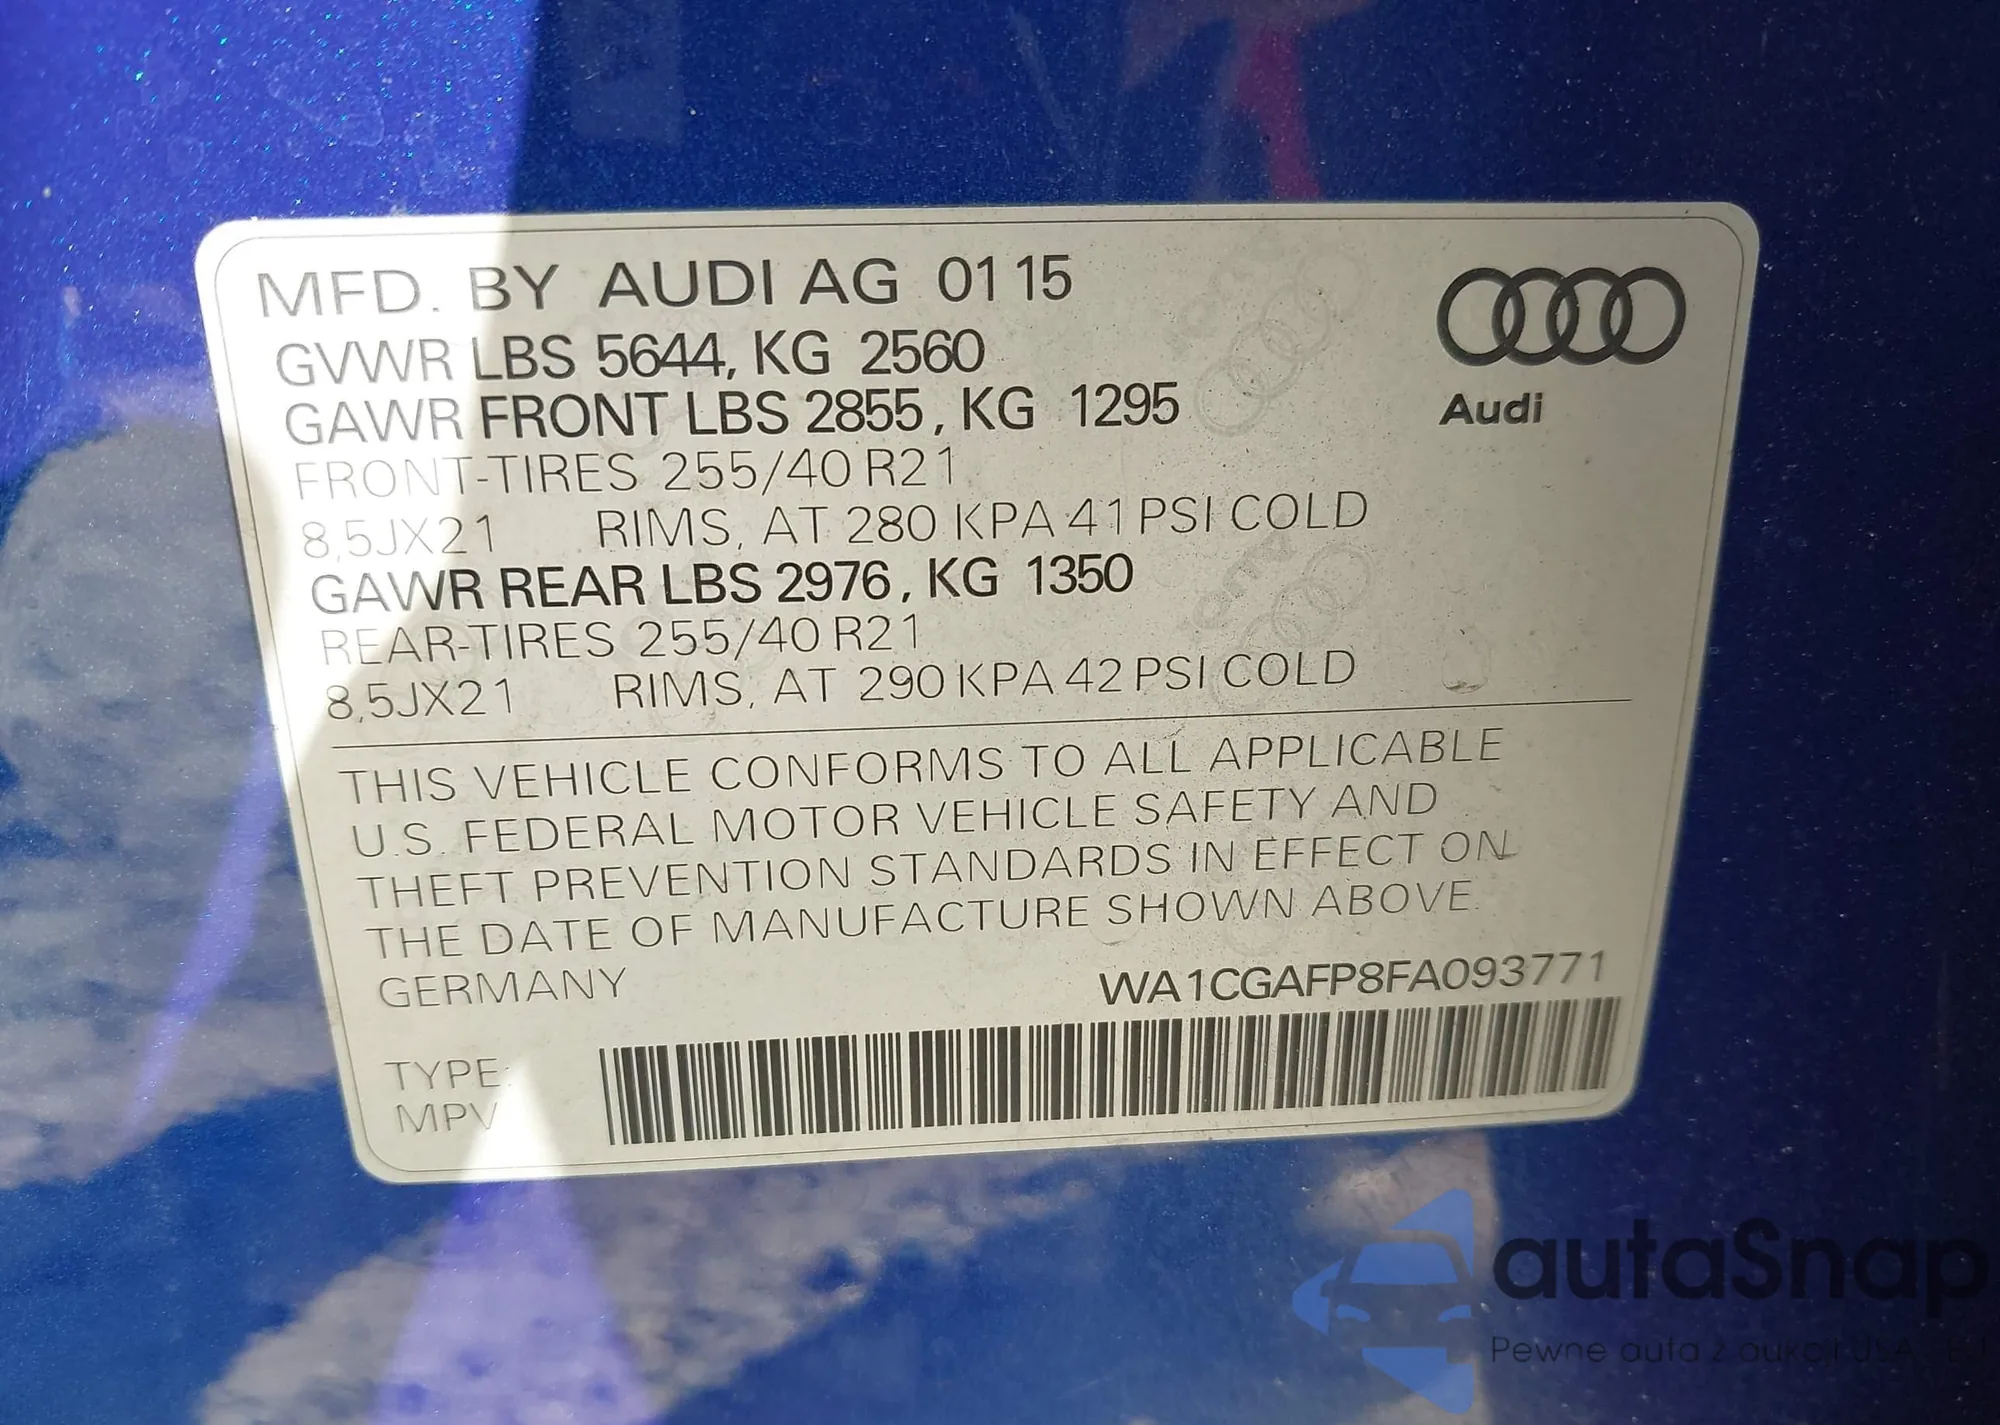 MFD. BY AUDI AG 01 15
GVWR LBS 5644, KG 2560
GAWR FRONT LBS 2855, KG 1295
FRONT-TIRES 255/40 R21
8,5JX21 RIMS, AT 280 KPA 41 PSI COLD
GAWR REAR LBS 2976, KG 1350
REAR-TIRES 255/40 R21
8,5JX21 RIMS, AT 290 KPA 42 PSI COLD
Audi
THIS VEHICLE CONFORMS TO ALL APPLICABLE
U.S. FEDERAL MOTOR VEHICLE SAFETY AND
THEFT PREVENTION STANDARDS IN EFFECT ON
THE DATE OF MANUFACTURE SHOWN ABOVE.
GERMANY WA1CGAFP8FA093771
TYPE:
MPV
autaSnap
Pewne auta z aukcji USA